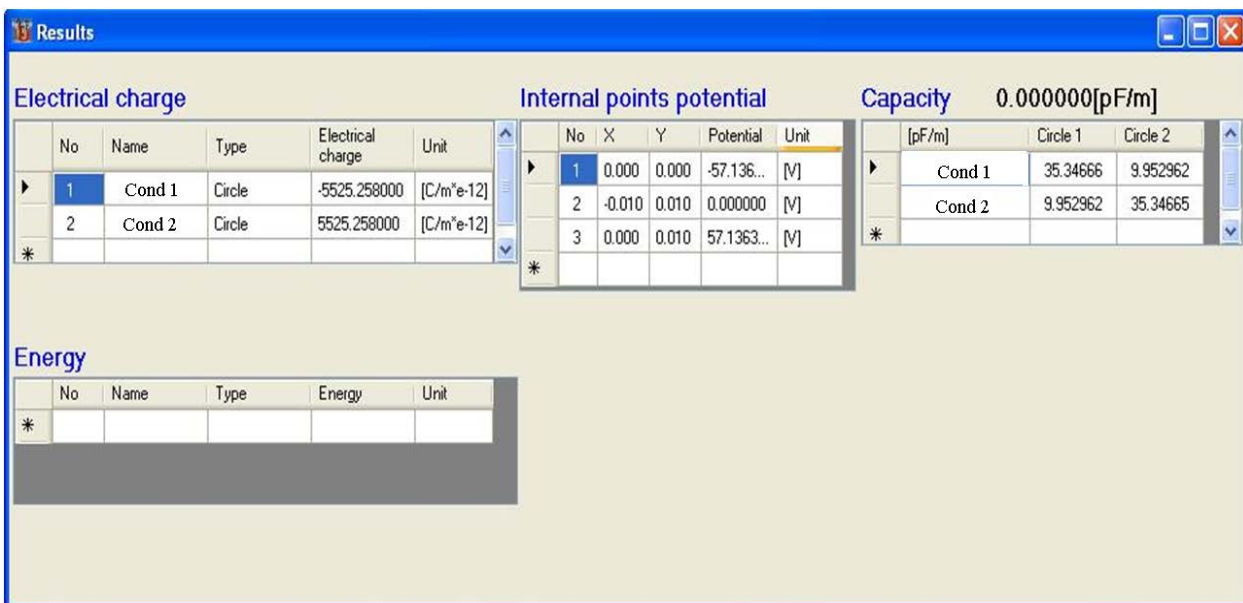 Results
Electrical charge
No Name Type Electrical charge Unit
1 Cond 1 Circle -5525.258000 [C/m*e-12]
2 Cond 2 Circle 5525.258000 [C/m*e-12]
*
Internal points potential
No X Y Potential Unit
1 0.000 0.000 -57.136... [V]
2 -0.010 0.010 0.000000 [V]
3 0.000 0.010 57.1363... [V]
*
Capacity 0.000000[pF/m]
[pF/m] Circle 1 Circle 2
Cond 1 35.34666 9.952962
Cond 2 9.952962 35.34665
*
Energy
No Name Type Energy Unit
*